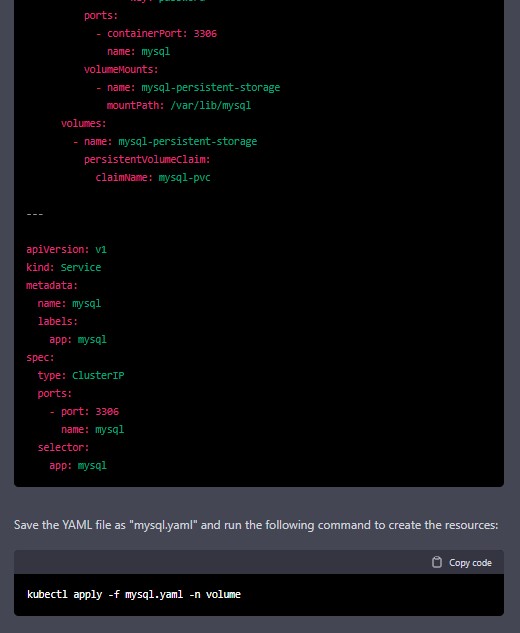 key: password
ports:
- containerPort: 3306
name: mysql
volumeMounts:
- name: mysql-persistent-storage
mountPath: /var/lib/mysql
volumes:
- name: mysql-persistent-storage
persistentVolumeClaim:
claimName: mysql-pvc
---
apiVersion: v1
kind: Service
metadata:
name: mysql
labels:
app: mysql
spec:
type: ClusterIP
ports:
- port: 3306
name: mysql
selector:
app: mysql
Save the YAML file as "mysql.yaml" and run the following command to create the resources:
Copy code
kubectl apply -f mysql.yaml -n volume